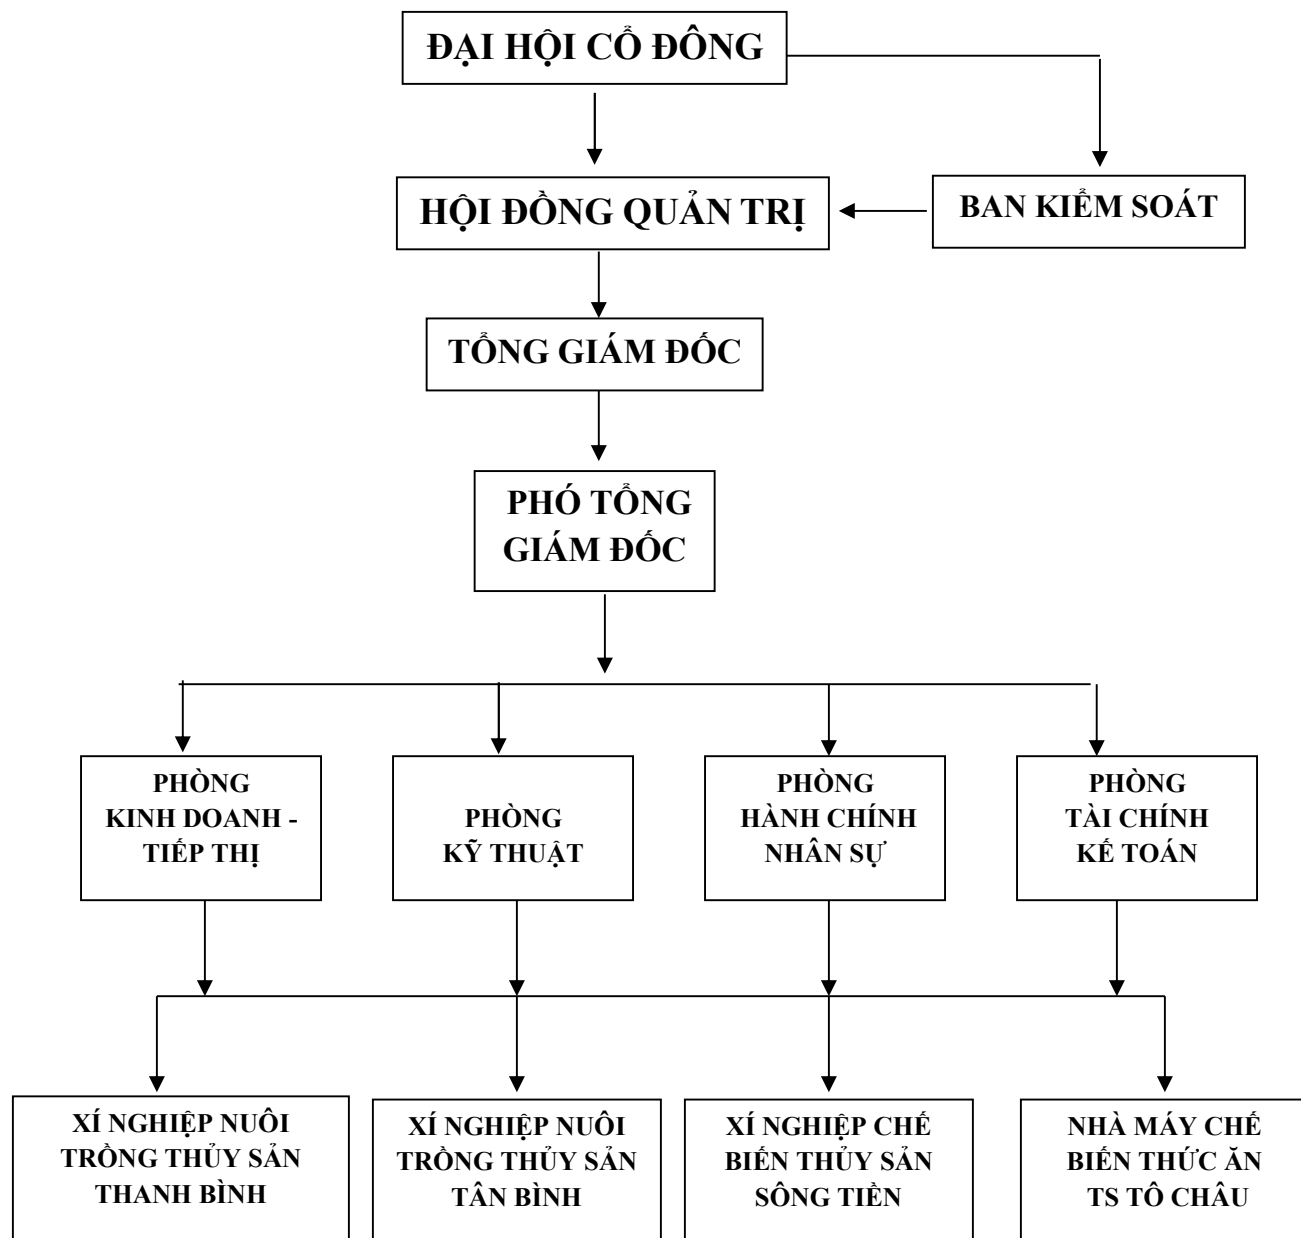 ĐẠI HỘI CỔ ĐÔNG
HỘI ĐỒNG QUẢN TRỊ
BAN KIỂM SOÁT
TỔNG GIÁM ĐỐC
PHÓ TỔNG
GIÁM ĐỐC
PHÒNG
KINH DOANH -
TIẾP THỊ
PHÒNG
KỸ THUẬT
PHÒNG
HÀNH CHÍNH
NHÂN SỰ
PHÒNG
TÀI CHÍNH
KẾ TOÁN
XÍ NGHIỆP NUÔI
TRỒNG THỦY SẢN
THANH BÌNH
XÍ NGHIỆP NUÔI
TRỒNG THỦY SẢN
TÂN BÌNH
XÍ NGHIỆP CHẾ
BIẾN THỦY SẢN
SÔNG TIỀN
NHÀ MÁY CHẾ
BIẾN THỨC ĂN
TS TÔ CHÂU